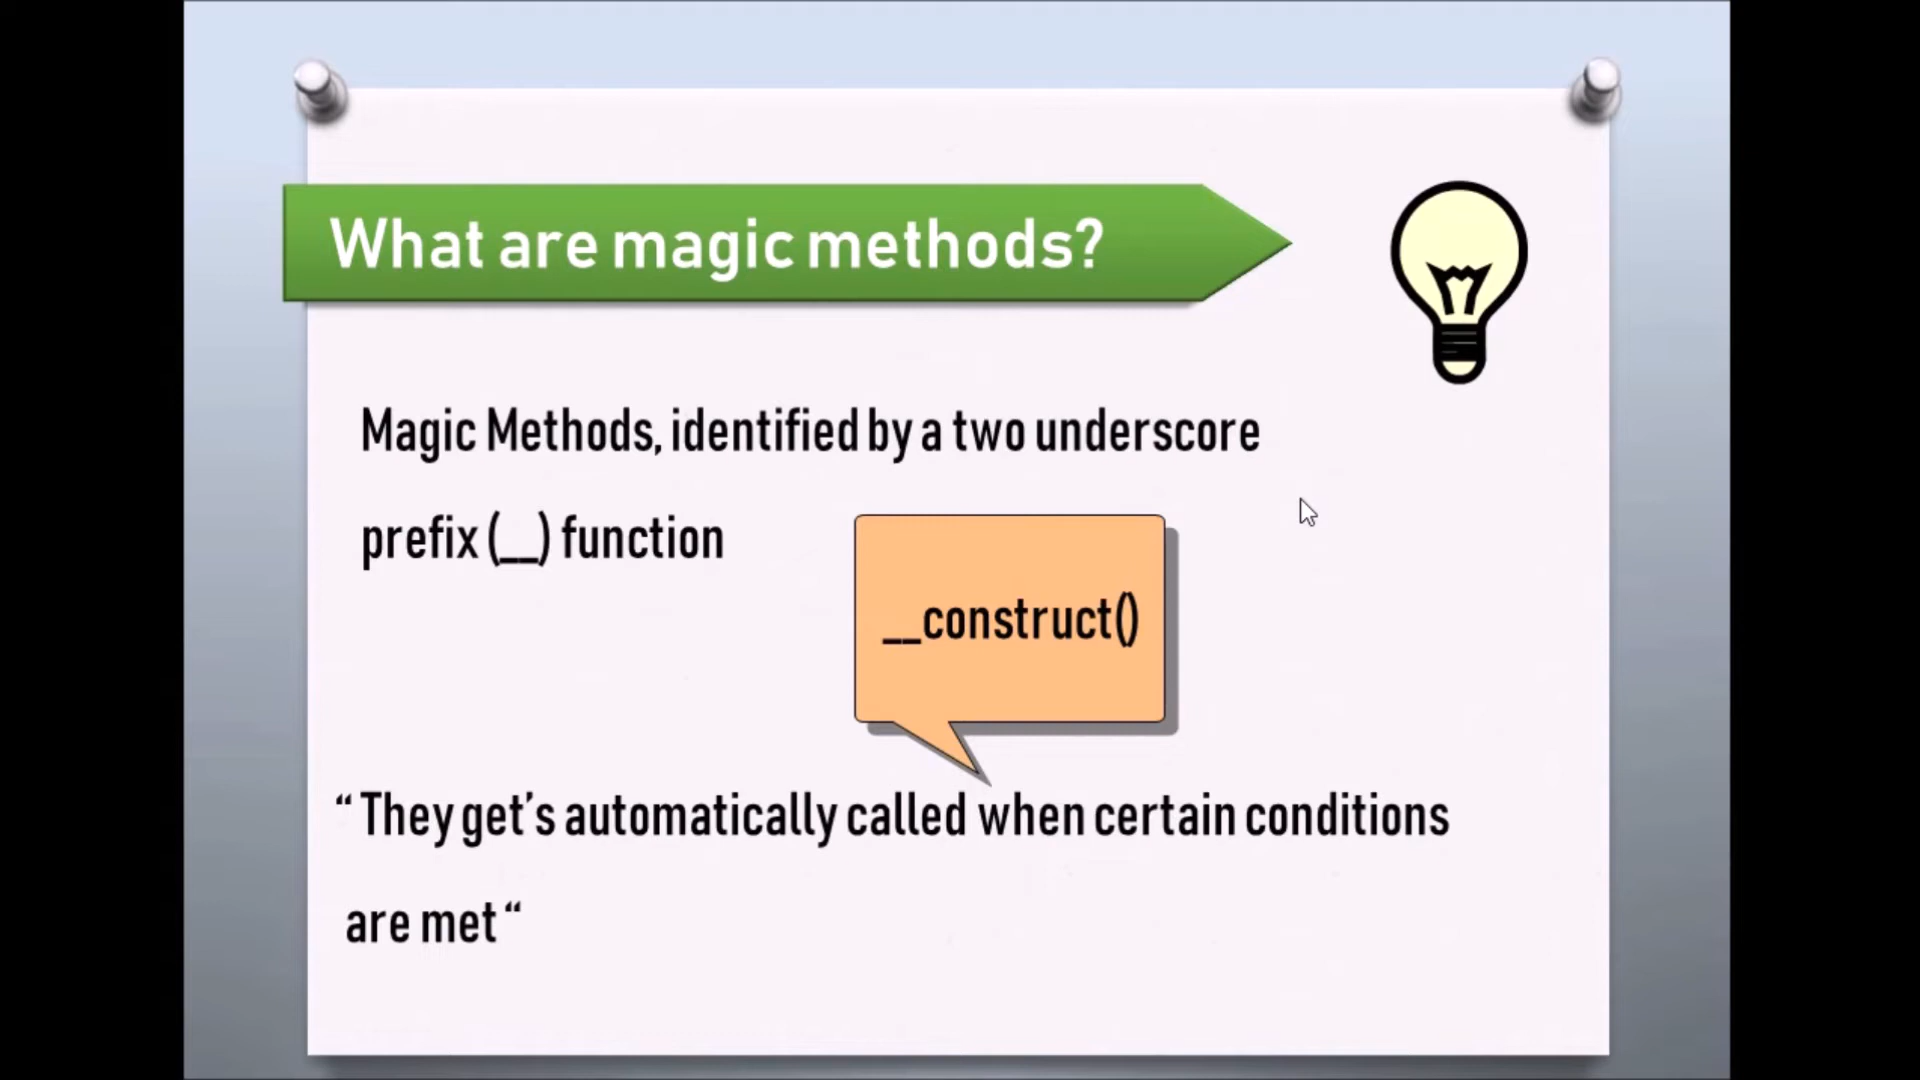 What are magic methods?
Magic Methods, identified by a two underscore
prefix (__) function
__construct()
“ They get’s automatically called when certain conditions
are met “